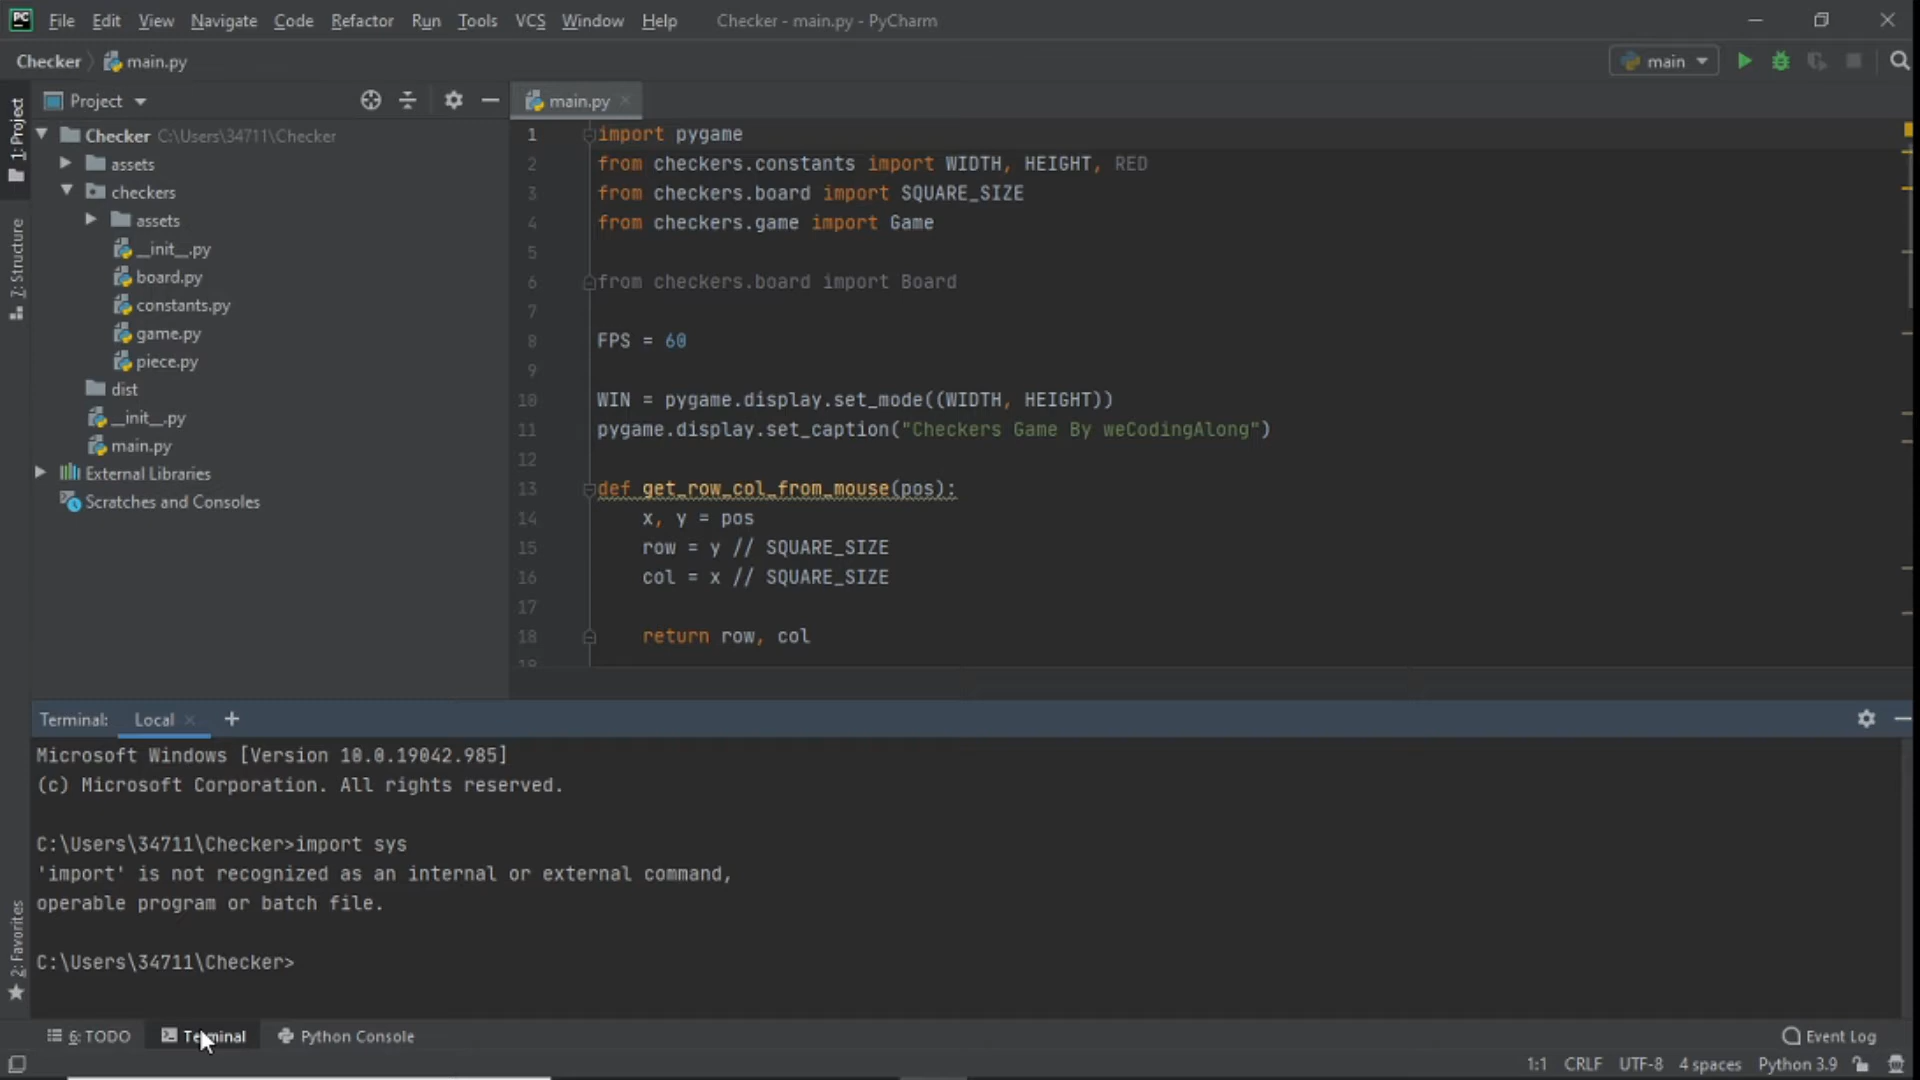 PC File Edit View Navigate Code Refactor Run Tools VCS Window Help Checker - main.py - PyCharm
Checker main.py main
1: Project
7: Structure
2: Favorites
Project
Checker C:\Users\34711\Checker
assets
checkers
assets
__init__.py
board.py
constants.py
game.py
piece.py
dist
__init__.py
main.py
External Libraries
Scratches and Consoles
main.py
1 import pygame
2 from checkers.constants import WIDTH, HEIGHT, RED
3 from checkers.board import SQUARE_SIZE
4 from checkers.game import Game
5
6 from checkers.board import Board
7
8 FPS = 60
9
10 WIN = pygame.display.set_mode((WIDTH, HEIGHT))
11 pygame.display.set_caption("Checkers Game By weCodingAlong")
12
13 def get_row_col_from_mouse(pos):
14 x, y = pos
15 row = y // SQUARE_SIZE
16 col = x // SQUARE_SIZE
17
18 return row, col
19
Terminal: Local +
Microsoft Windows [Version 10.0.19042.985]
(c) Microsoft Corporation. All rights reserved.
C:\Users\34711\Checker>import sys
'import' is not recognized as an internal or external command,
operable program or batch file.
C:\Users\34711\Checker>
6: TODO Terminal Python Console Event Log
1:1 CRLF UTF-8 4 spaces Python 3.9